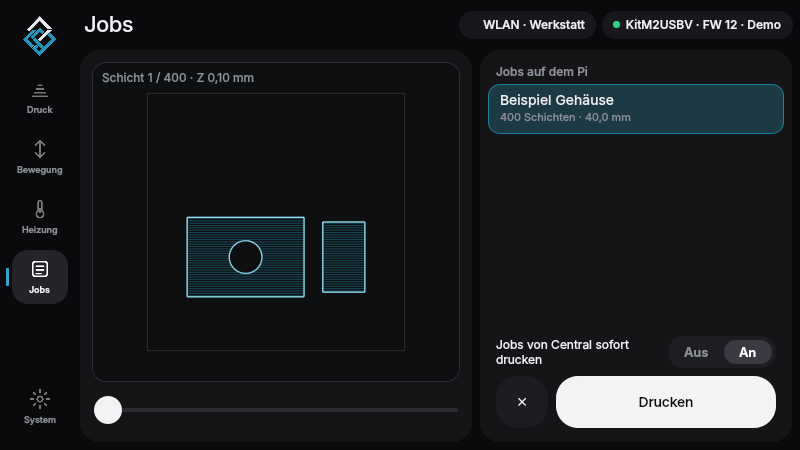 Jobs
WLAN · Werkstatt
KitM2USBV · FW 12 · Demo
Druck
Bewegung
Heizung
Jobs
System
Schicht 1 / 400 · Z 0,10 mm
Jobs auf dem Pi
Beispiel Gehäuse
400 Schichten · 40,0 mm
Jobs von Central sofort
drucken
Aus
An
×
Drucken